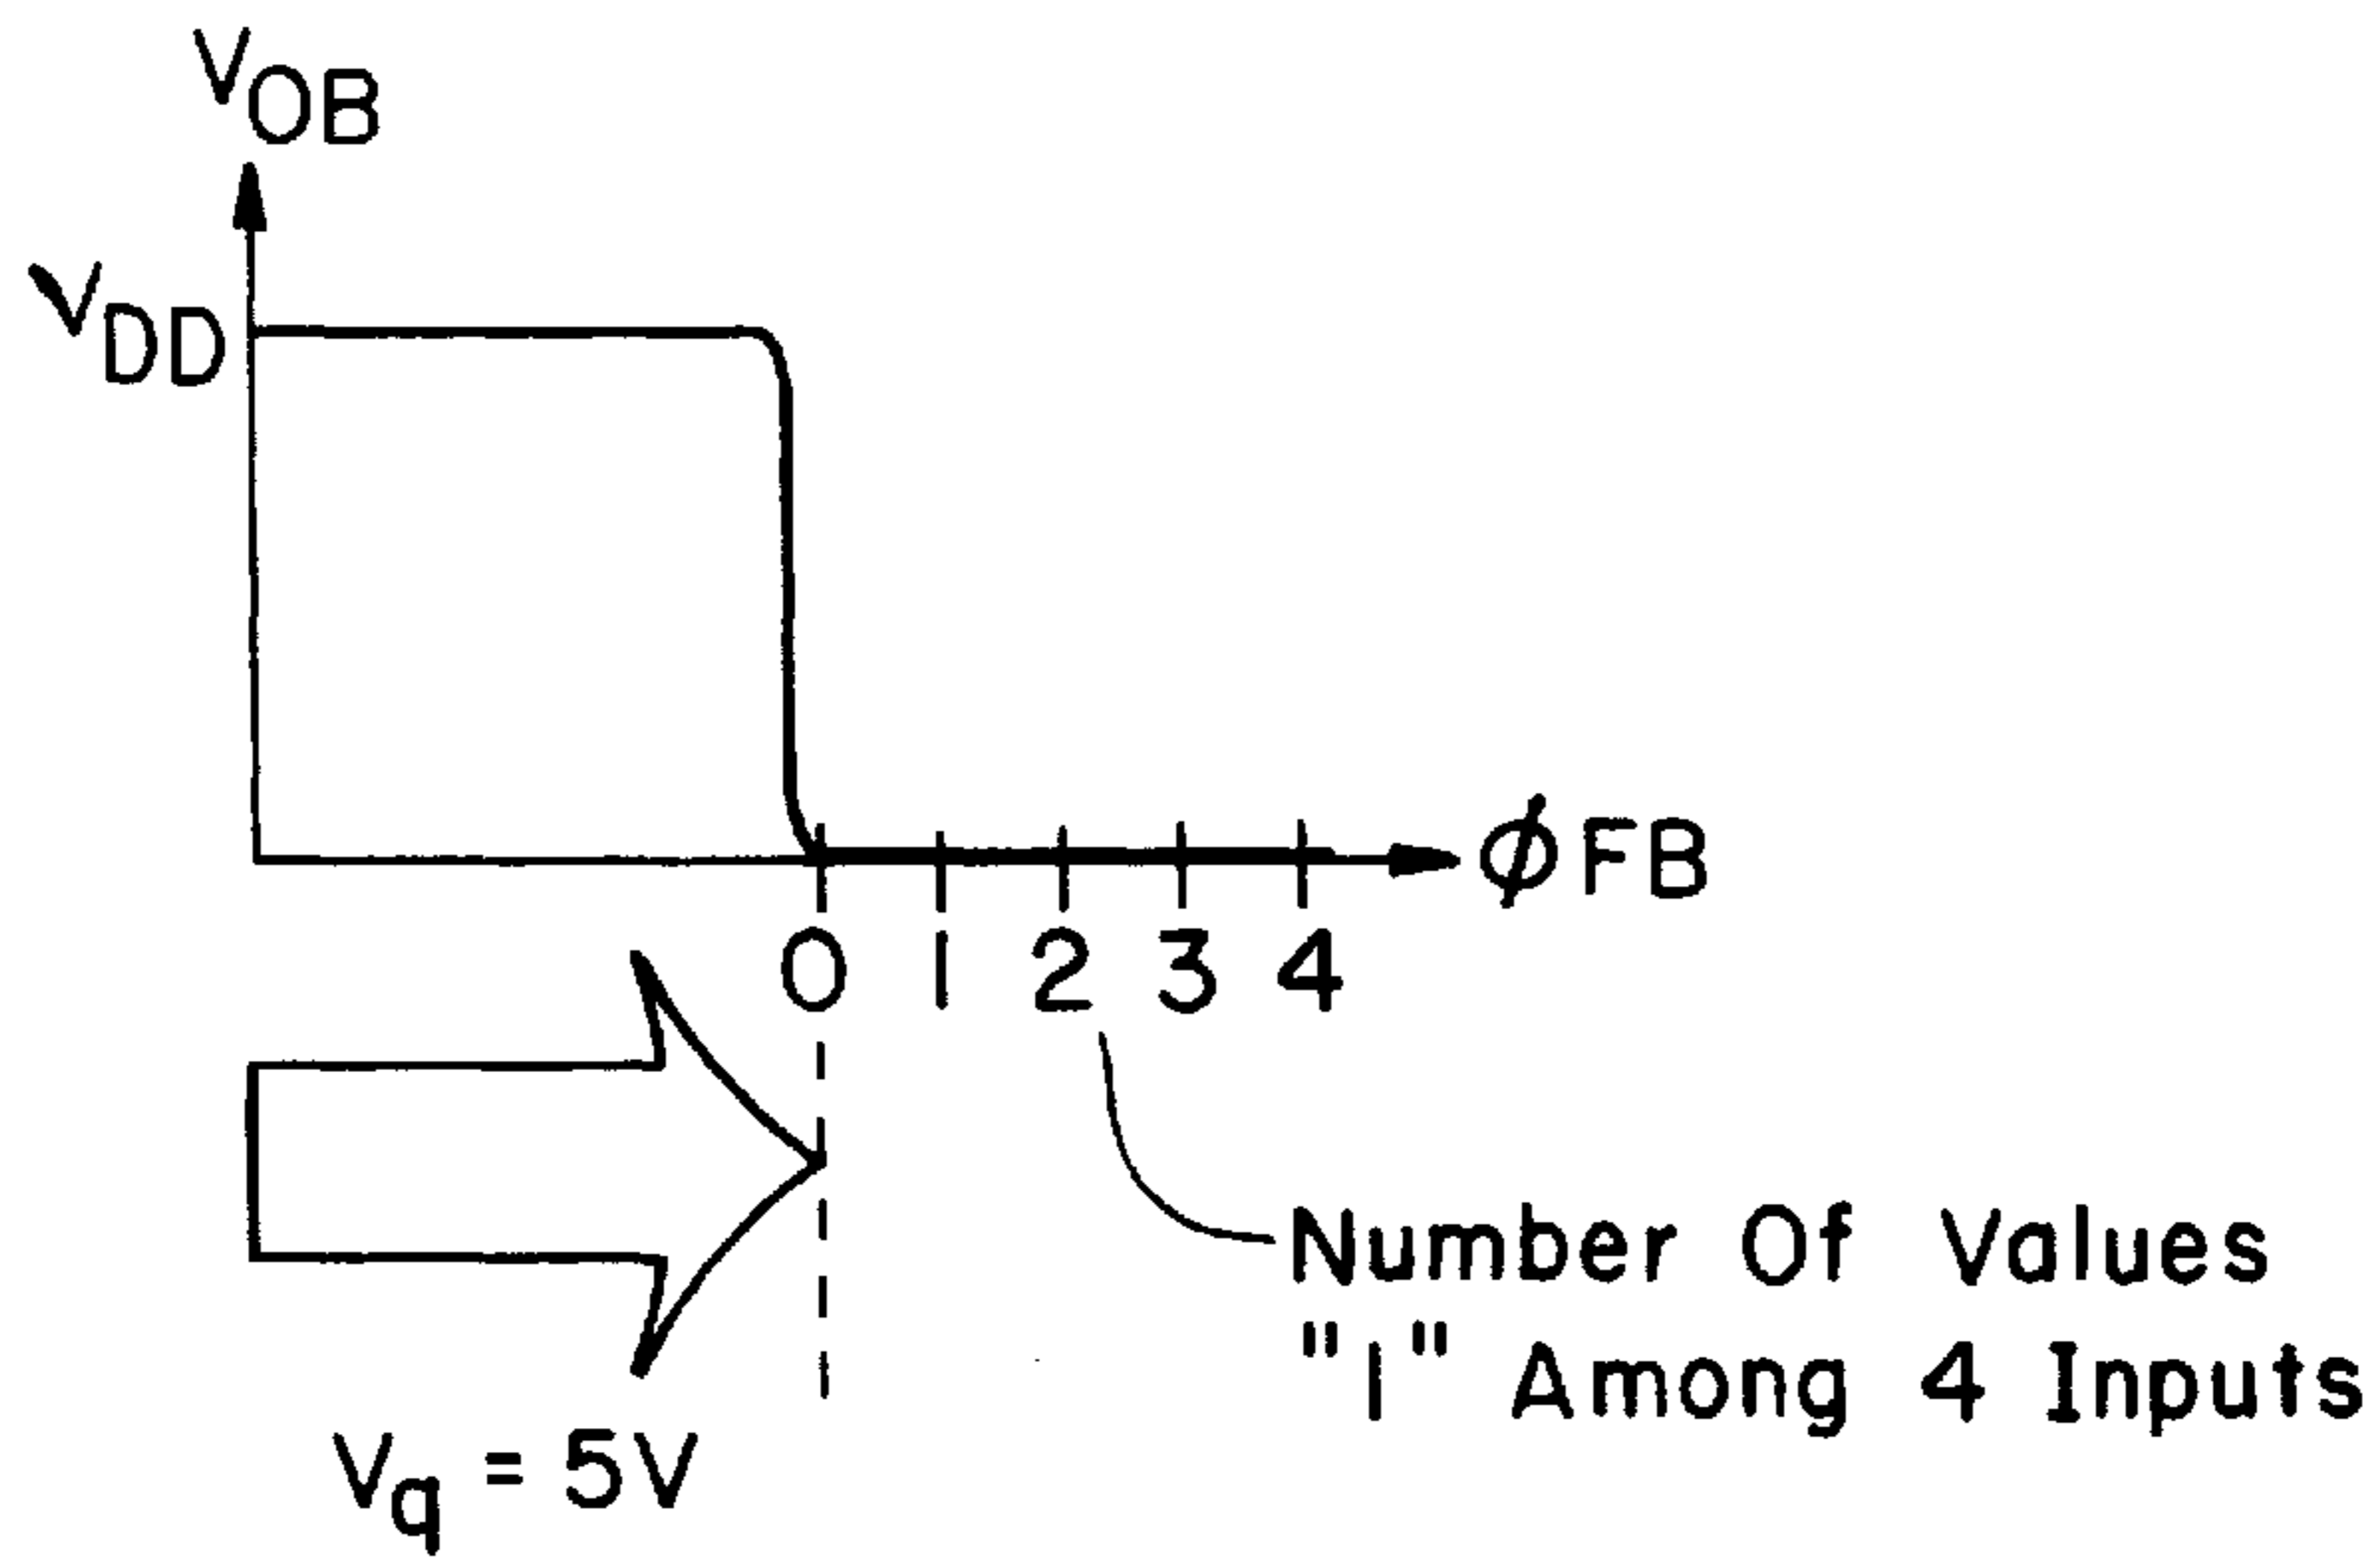 VOB
VDD
ϕFB
0 1 2 3 4
Number Of Values
"1" Among 4 Inputs
Vq = 5V